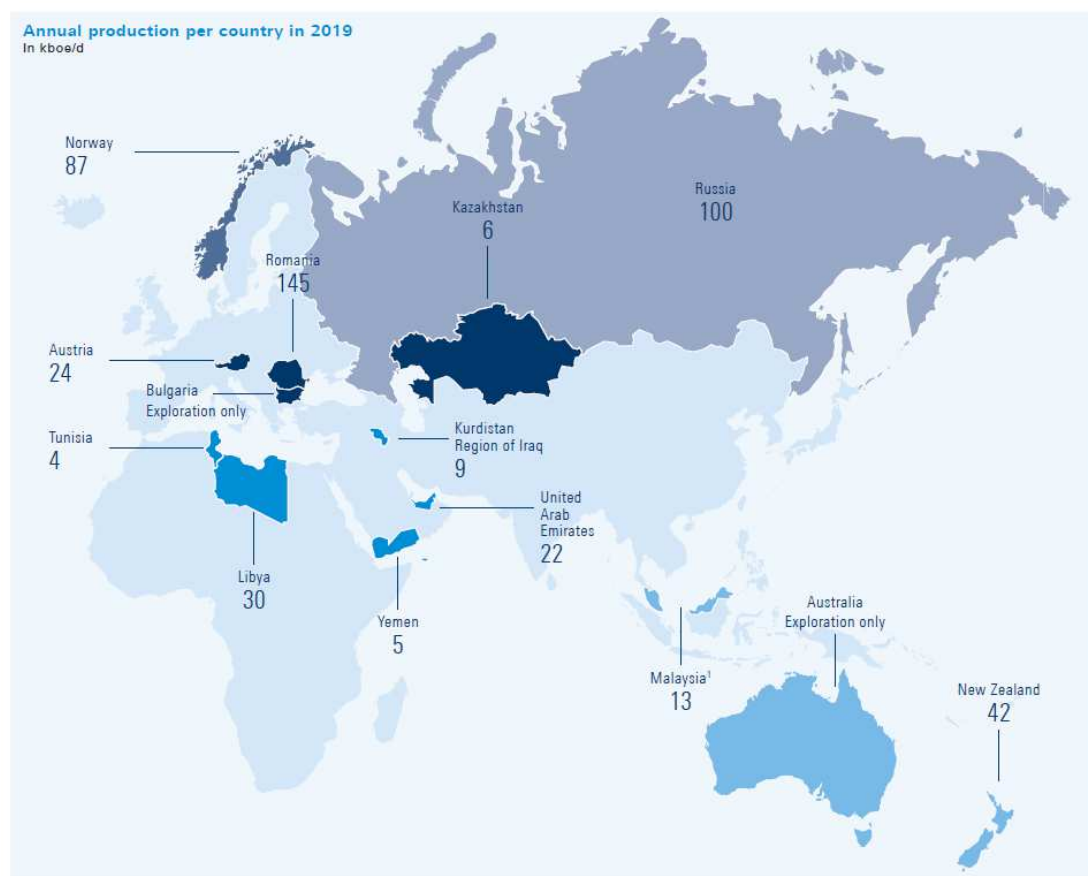 Annual production per country in 2019
In kboe/d
Norway
87
Russia
100
Kazakhstan
6
Romania
145
Austria
24
Bulgaria
Exploration only
Tunisia
4
Kurdistan
Region of Iraq
9
United
Arab
Emirates
22
Libya
30
Yemen
5
Australia
Exploration only
Malaysia¹
13
New Zealand
42